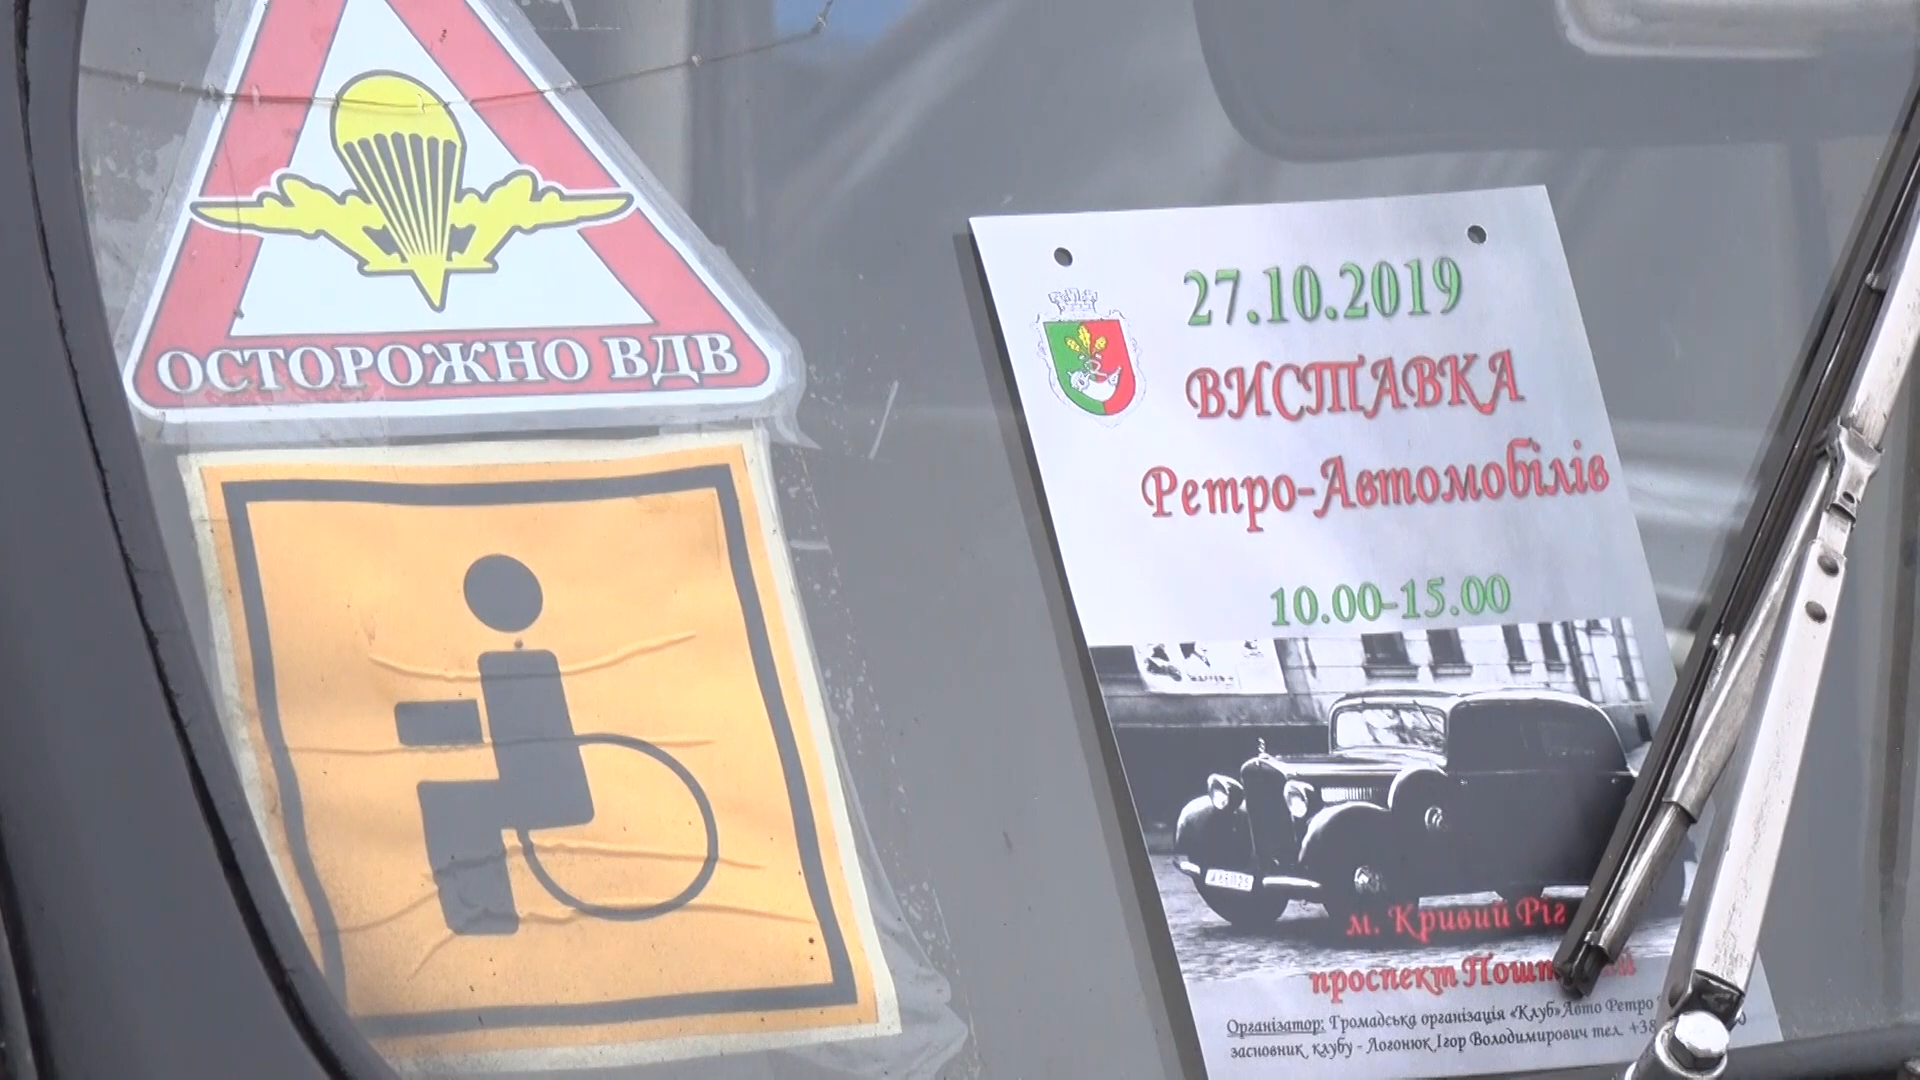 ОСТОРОЖНО ВДВ
27.10.2019
ВИСТАВКА
Ретро-Автомобілів
10.00-15.00
м. Кривий Ріг
проспект
Організатор: Громадська організація «Клуб»Авто Ретро
засновник клубу - Логонюк Ігор Володимирович тел. +38